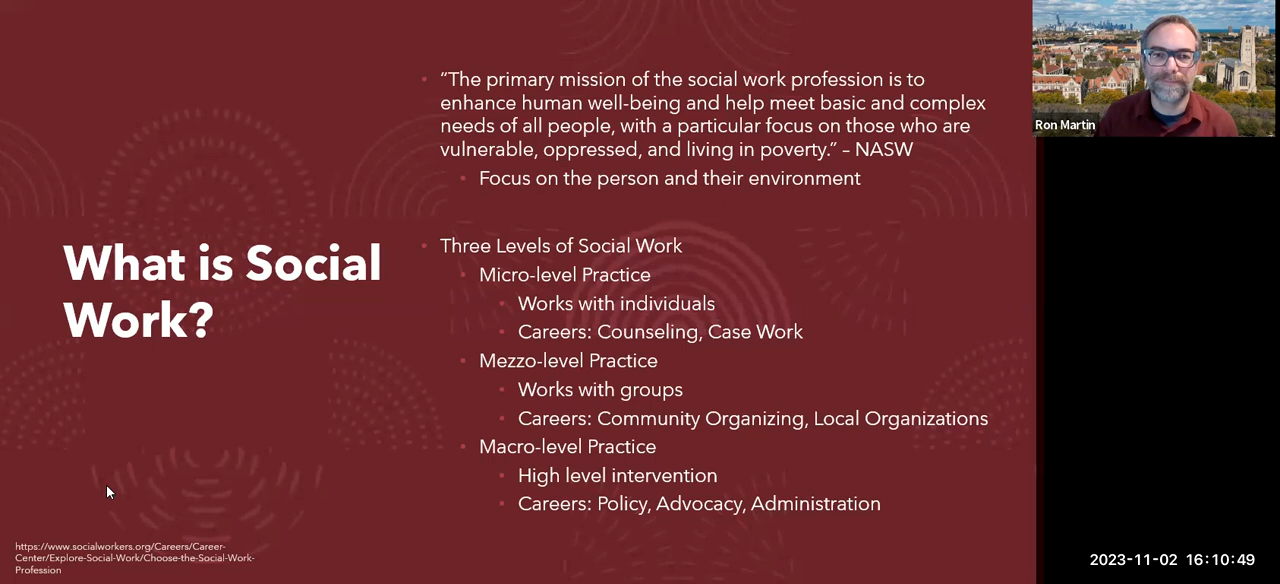 What is Social
Work?
“The primary mission of the social work profession is to
enhance human well-being and help meet basic and complex
needs of all people, with a particular focus on those who are
vulnerable, oppressed, and living in poverty.” – NASW
Focus on the person and their environment
Three Levels of Social Work
Micro-level Practice
Works with individuals
Careers: Counseling, Case Work
Mezzo-level Practice
Works with groups
Careers: Community Organizing, Local Organizations
Macro-level Practice
High level intervention
Careers: Policy, Advocacy, Administration
https://www.socialworkers.org/Careers/Career-
Center/Explore-Social-Work/Choose-the-Social-Work-
Profession
Ron Martin
2023-11-02 16:10:49